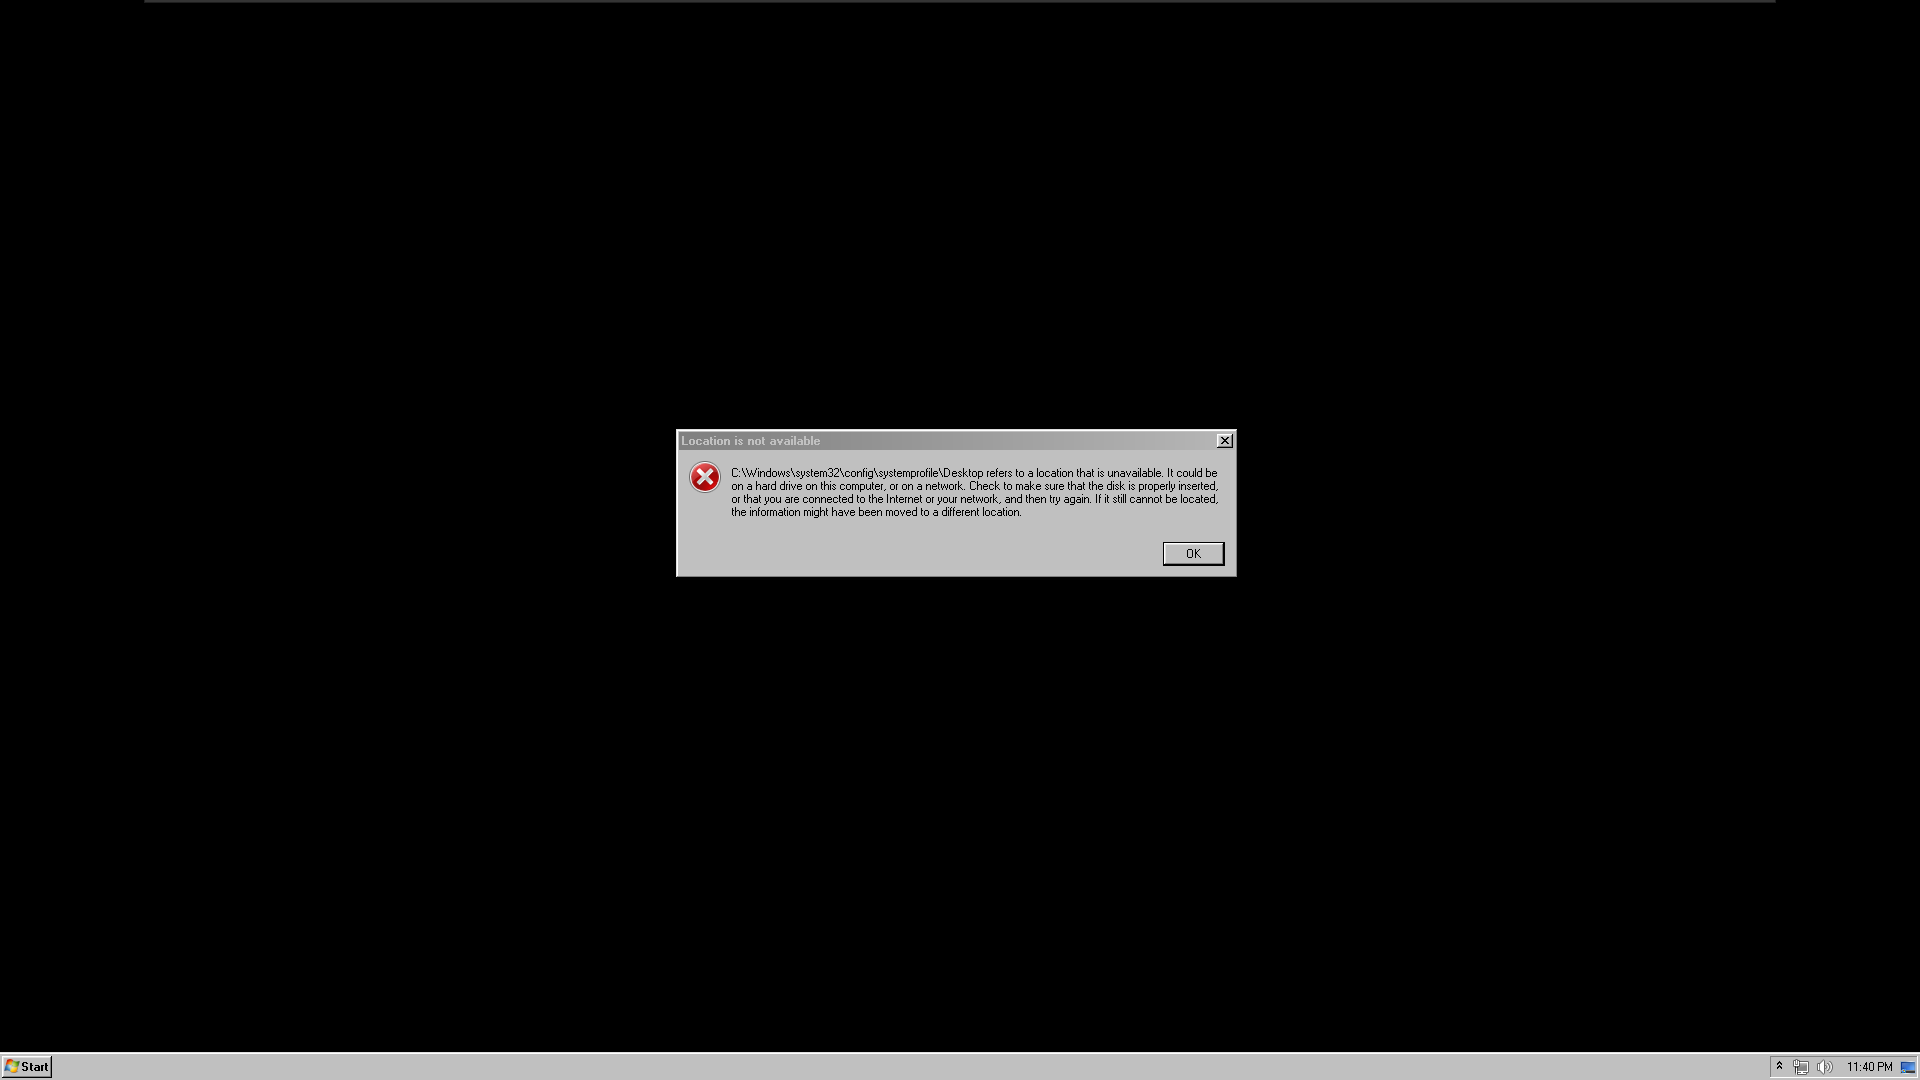 Location is not available
C:\Windows\system32\config\systemprofile\Desktop refers to a location that is unavailable. It could be
on a hard drive on this computer, or on a network. Check to make sure that the disk is properly inserted,
or that you are connected to the Internet or your network, and then try again. If it still cannot be located,
the information might have been moved to a different location.
OK
Start
11:40 PM